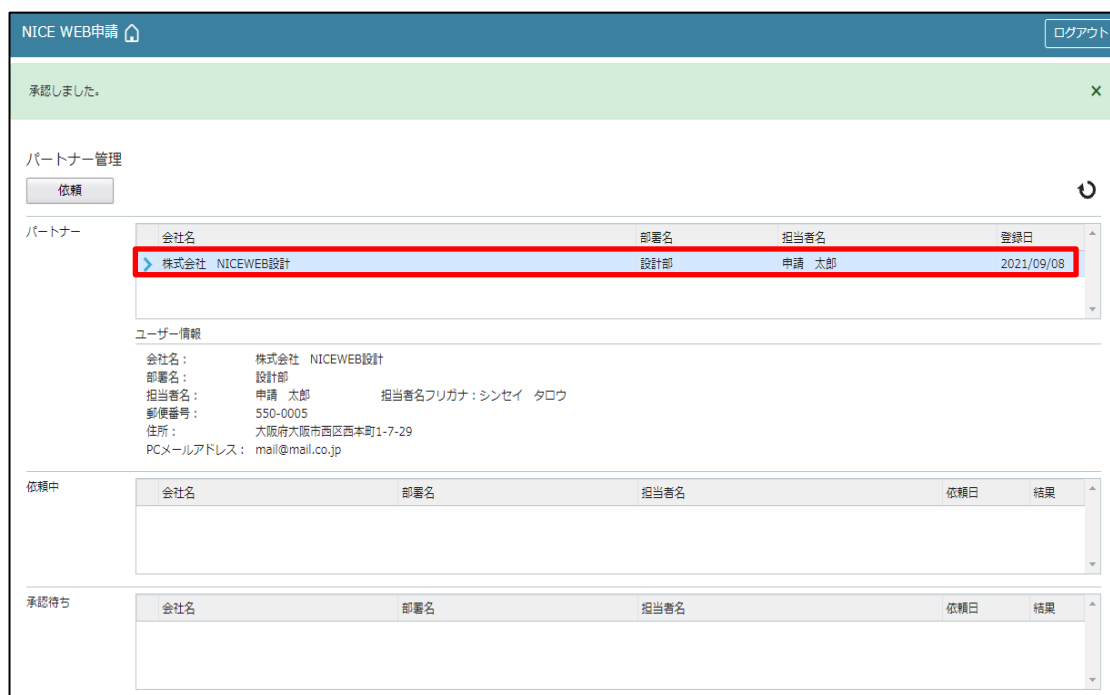 NICE WEB申請 ログアウト
承認しました。 ×
パートナー管理
依頼
パートナー
会社名 部署名 担当者名 登録日
株式会社　NICEWEB設計 設計部 申請　太郎 2021/09/08
ユーザー情報
会社名： 株式会社　NICEWEB設計
部署名： 設計部
担当者名： 申請　太郎 担当者名フリガナ：シンセイ　タロウ
郵便番号： 550-0005
住所： 大阪府大阪市西区西本町1-7-29
PCメールアドレス： mail@mail.co.jp
依頼中
会社名 部署名 担当者名 依頼日 結果
承認待ち
会社名 部署名 担当者名 依頼日 結果